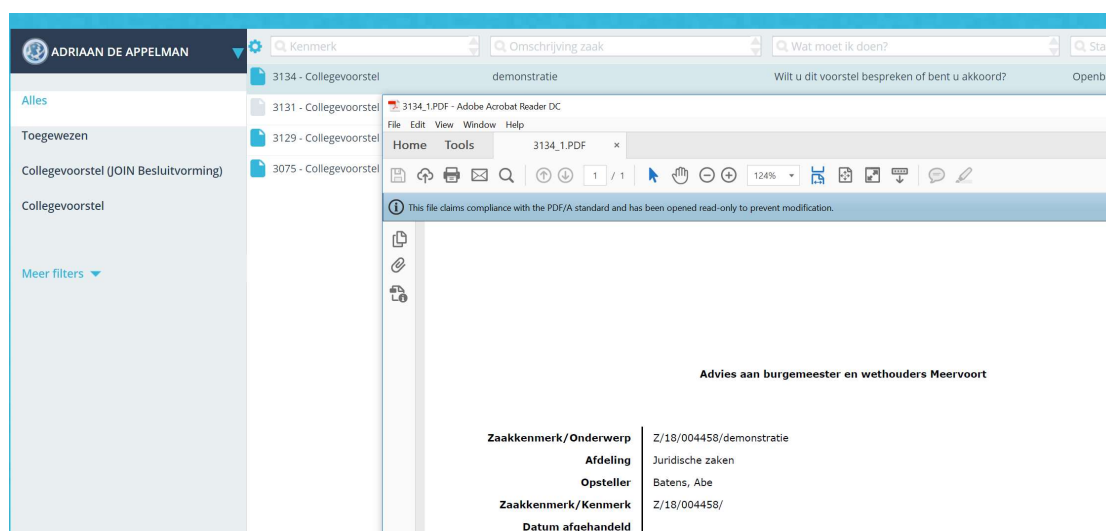 ADRIAAN DE APPELMAN
Kenmerk
Omschrijving zaak
Wat moet ik doen?
Sta
3134 - Collegevoorstel
demonstratie
Wilt u dit voorstel bespreken of bent u akkoord?
Openb
Alles
Toegewezen
Collegevoorstel (JOIN Besluitvorming)
Collegevoorstel
Meer filters
3131 - Collegevoorstel
3129 - Collegevoorstel
3075 - Collegevoorstel
3134_1.PDF - Adobe Acrobat Reader DC
File Edit View Window Help
Home Tools 3134_1.PDF ×
1 / 1 124%
This file claims compliance with the PDF/A standard and has been opened read-only to prevent modification.
Advies aan burgemeester en wethouders Meervoort
Zaakkenmerk/Onderwerp Z/18/004458/demonstratie
Afdeling Juridische zaken
Opsteller Batens, Abe
Zaakkenmerk/Kenmerk Z/18/004458/
Datum afgehandeld